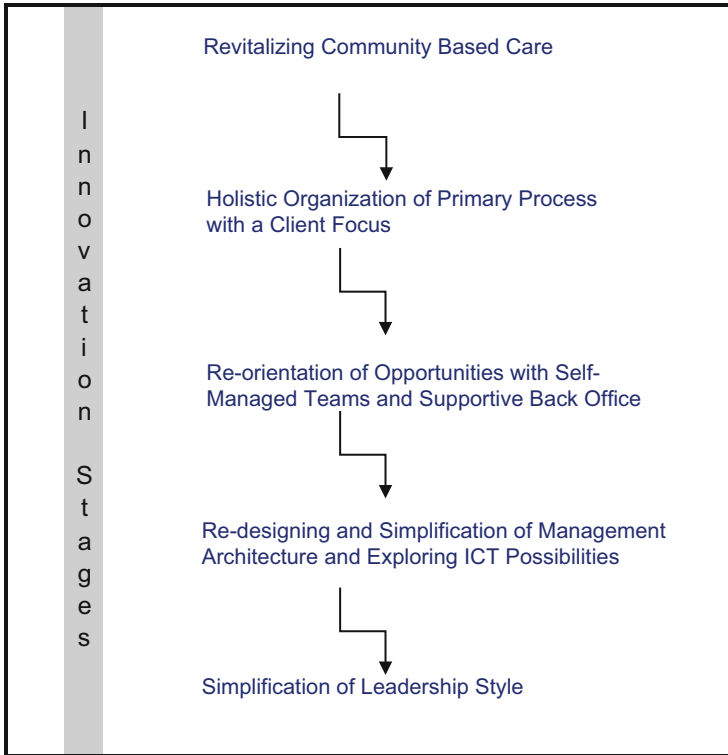 Innovation Stages
Revitalizing Community Based Care
Holistic Organization of Primary Process
with a Client Focus
Re-orientation of Opportunities with Self-
Managed Teams and Supportive Back Office
Re-designing and Simplification of Management
Architecture and Exploring ICT Possibilities
Simplification of Leadership Style